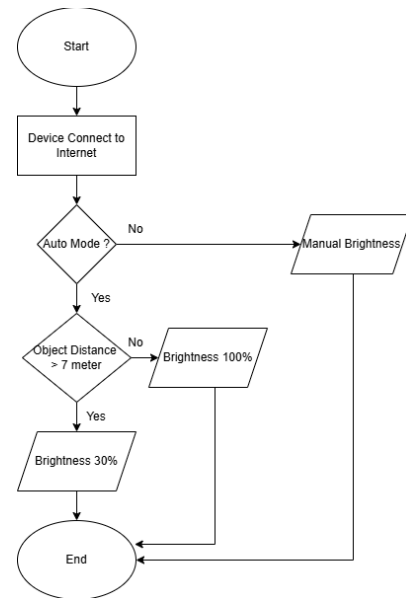 Start
Device Connect to
Internet
Auto Mode ?
No
Manual Brightness
Yes
Object Distance
> 7 meter
No
Brightness 100%
Yes
Brightness 30%
End